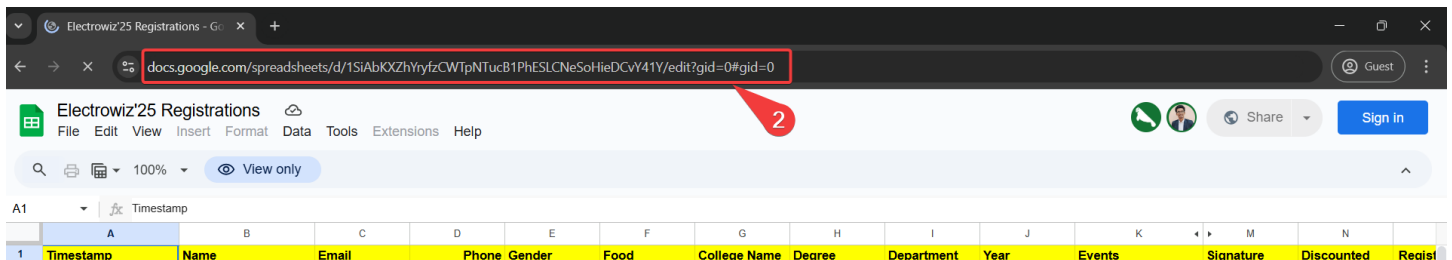 Electrowiz'25 Registrations - Go
docs.google.com/spreadsheets/d/1SiAbKXZhYryfzCWTpNTucB1PhESLCNeSoHieDCvY41Y/edit?gid=0#gid=0
Guest
Electrowiz'25 Registrations
File Edit View Insert Format Data Tools Extensions Help
2
Share
Sign in
100%
View only
A1
fx Timestamp
A B C D E F G H I J K M N
1 Timestamp Name Email Phone Gender Food College Name Degree Department Year Events Signature Discounted Regist